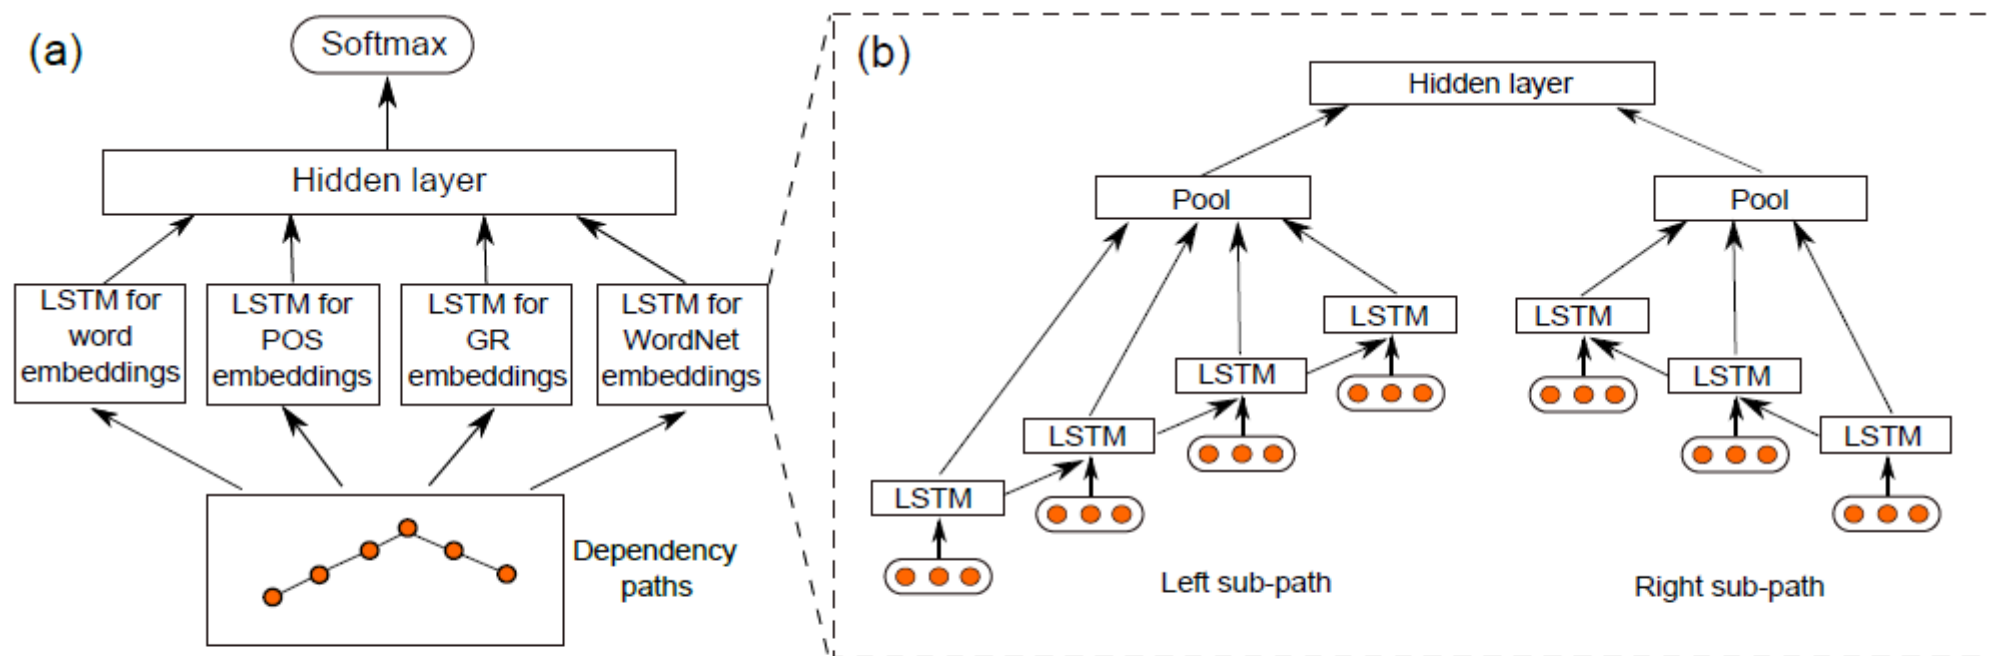 (a)
Softmax
Hidden layer
LSTM for
word
embeddings
LSTM for
POS
embeddings
LSTM for
GR
embeddings
LSTM for
WordNet
embeddings
Dependency
paths
(b)
Hidden layer
Pool
Pool
LSTM
LSTM
LSTM
LSTM
LSTM
LSTM
LSTM
Left sub-path
Right sub-path